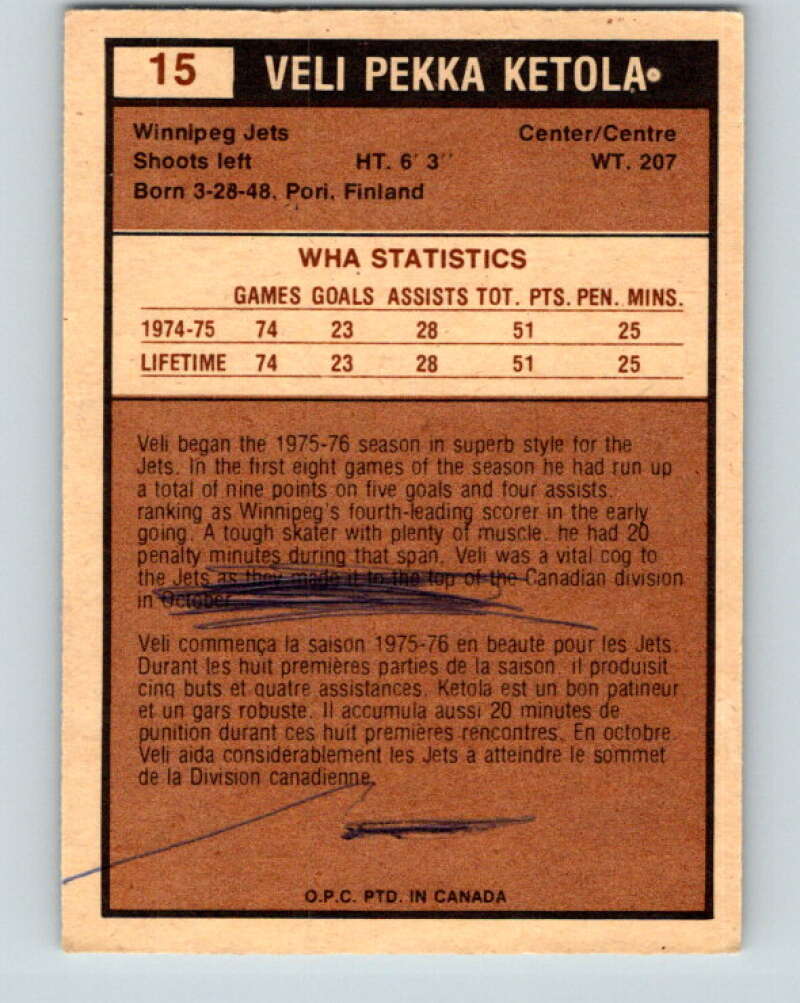 15 VELI PEKKA KETOLA
Winnipeg Jets Center/Centre
Shoots left HT. 6' 3" WT. 207
Born 3-28-48, Pori, Finland
WHA STATISTICS
GAMES GOALS ASSISTS TOT. PTS. PEN. MINS.
1974-75 74 23 28 51 25
LIFETIME 74 23 28 51 25
Veli began the 1975-76 season in superb style for the
Jets. In the first eight games of the season he had run up
a total of nine points on five goals and four assists,
ranking as Winnipeg's fourth-leading scorer in the early
going. A tough skater with plenty of muscle, he had 20
penalty minutes during that span. Veli was a vital cog to
the Jets as they made it to the top of the Canadian division
in October.
Veli commença la saison 1975-76 en beaute pour les Jets.
Durant les huit premières parties de la saison, il produisit
cinq buts et quatre assistances. Ketola est un bon patineur
et un gars robuste. Il accumula aussi 20 minutes de
punition durant ces huit premières rencontres. En octobre,
Veli aida considérablement les Jets à atteindre le sommet
de la Division canadienne.
O.P.C. PTD. IN CANADA